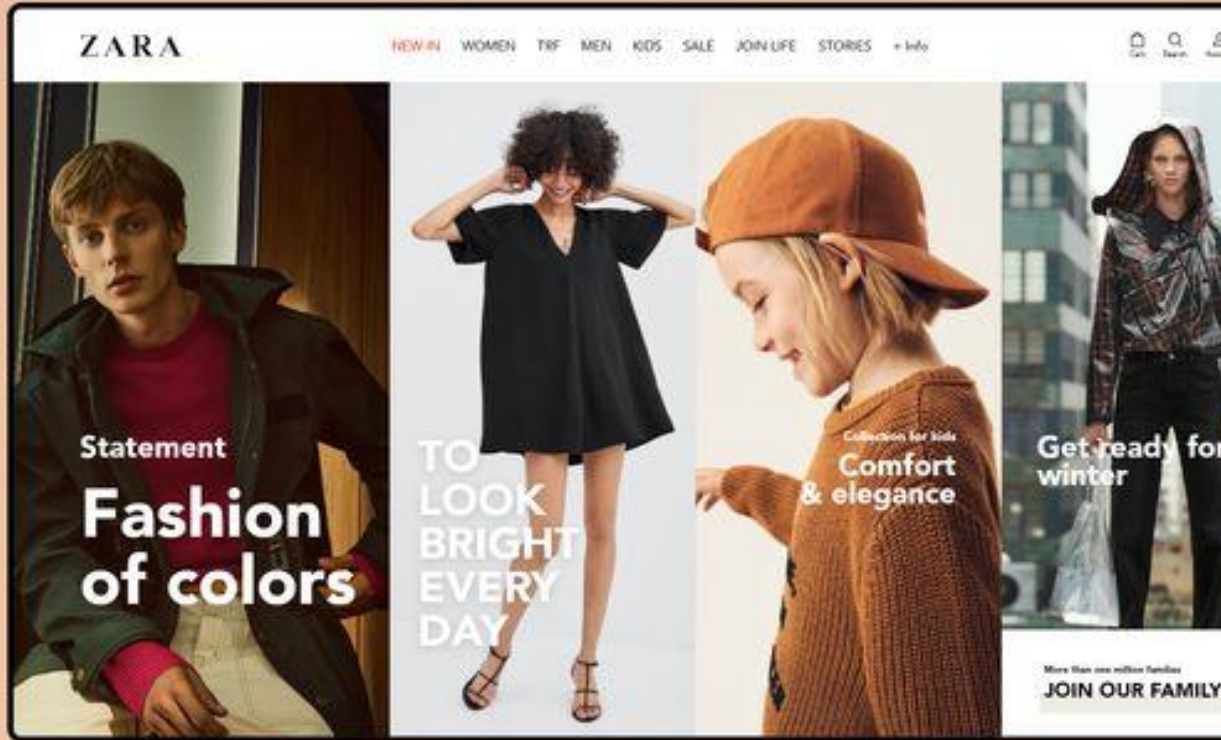 ZARA
NEW IN WOMEN TRF MEN KIDS SALE JOIN LIFE STORIES + Info
Cart Search
Statement
Fashion
of colors
TO
LOOK
BRIGHT
EVERY
DAY
Collection for kids
Comfort
& elegance
Get ready for
winter
More than one million families
JOIN OUR FAMILY